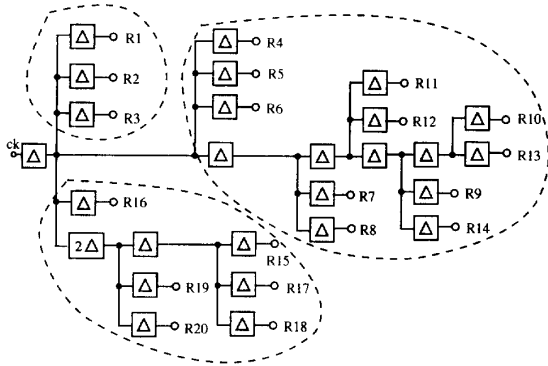 R1
R2
R3
R4
R5
R6
ck
Δ
Δ
Δ
Δ
Δ
Δ
Δ
Δ
Δ
R11
R12
R10
R13
Δ
Δ
Δ
Δ
Δ
Δ
Δ
R7
R8
Δ
Δ
R9
R14
Δ
Δ
R16
Δ
2Δ
R15
R19
R17
R20
R18
Δ
Δ
Δ
Δ
Δ
Δ